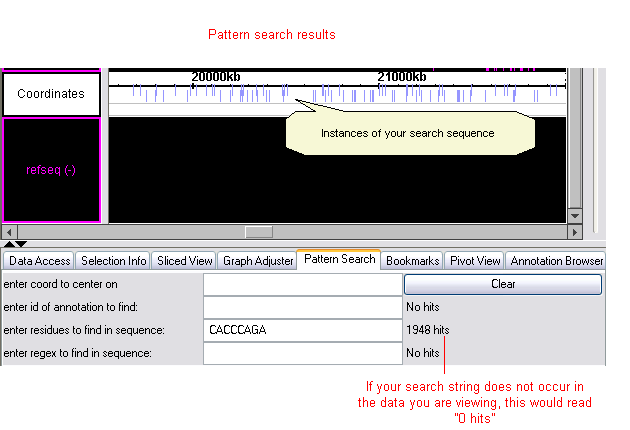 Pattern search results
20000kb 21000kb
Coordinates
Instances of your search sequence
refseq (-)
Data Access Selection Info Sliced View Graph Adjuster Pattern Search Bookmarks Pivot View Annotation Browser
enter coord to center on Clear
enter id of annotation to find: No hits
enter residues to find in sequence: CACCCAGA 1948 hits
enter regex to find in sequence: No hits
If your search string does not occur in
the data you are viewing, this would read
"0 hits"